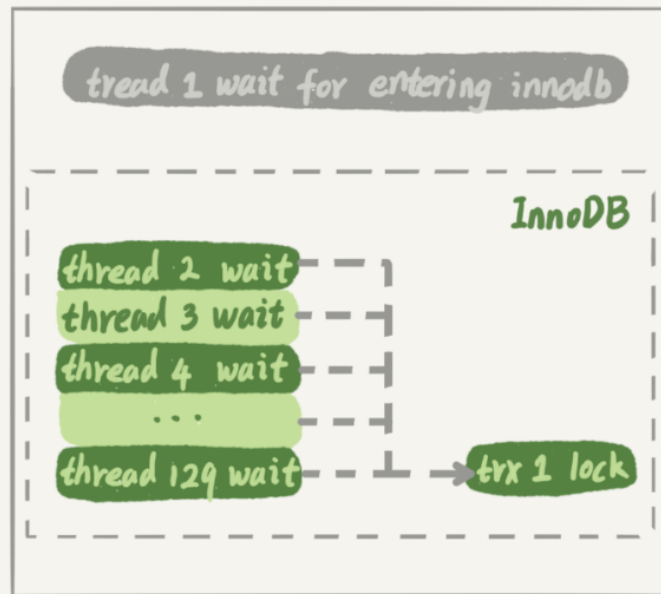 tread 1 wait for entering innodb
InnoDB
thread 2 wait
thread 3 wait
thread 4 wait
...
thread 129 wait
trx 1 lock